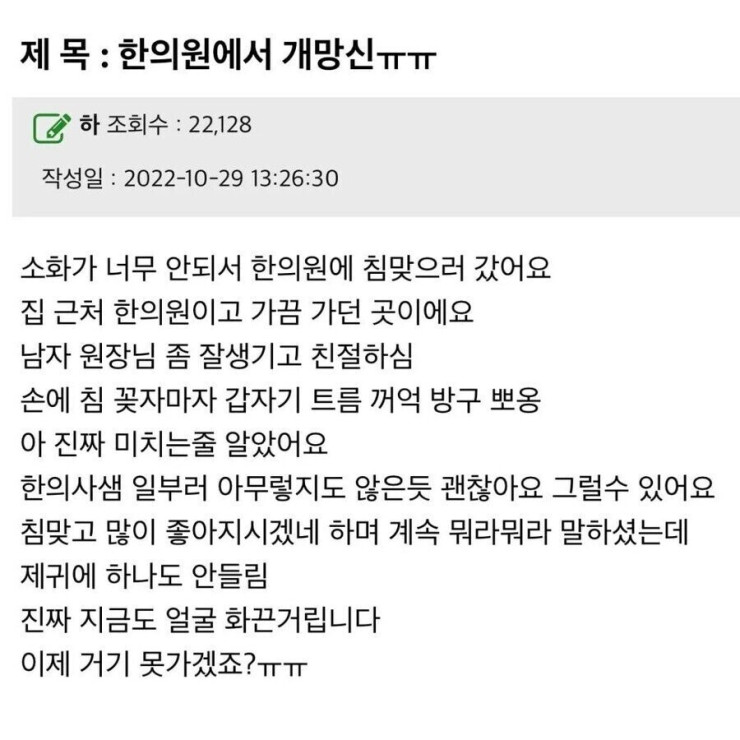 제 목 : 한의원에서 개망신ㅠㅠ
하 조회수 : 22,128
작성일 : 2022-10-29 13:26:30
소화가 너무 안되서 한의원에 침맞으러 갔어요
집 근처 한의원이고 가끔 가던 곳이에요
남자 원장님 좀 잘생기고 친절하심
손에 침 꽂자마자 갑자기 트름 꺼억 방구 뽀옹
아 진짜 미치는줄 알았어요
한의사샘 일부러 아무렇지도 않은듯 괜찮아요 그럴수 있어요
침맞고 많이 좋아지시겠네 하며 계속 뭐라뭐라 말하셨는데
제귀에 하나도 안들림
진짜 지금도 얼굴 화끈거립니다
이제 거기 못가겠죠?ㅠㅠ